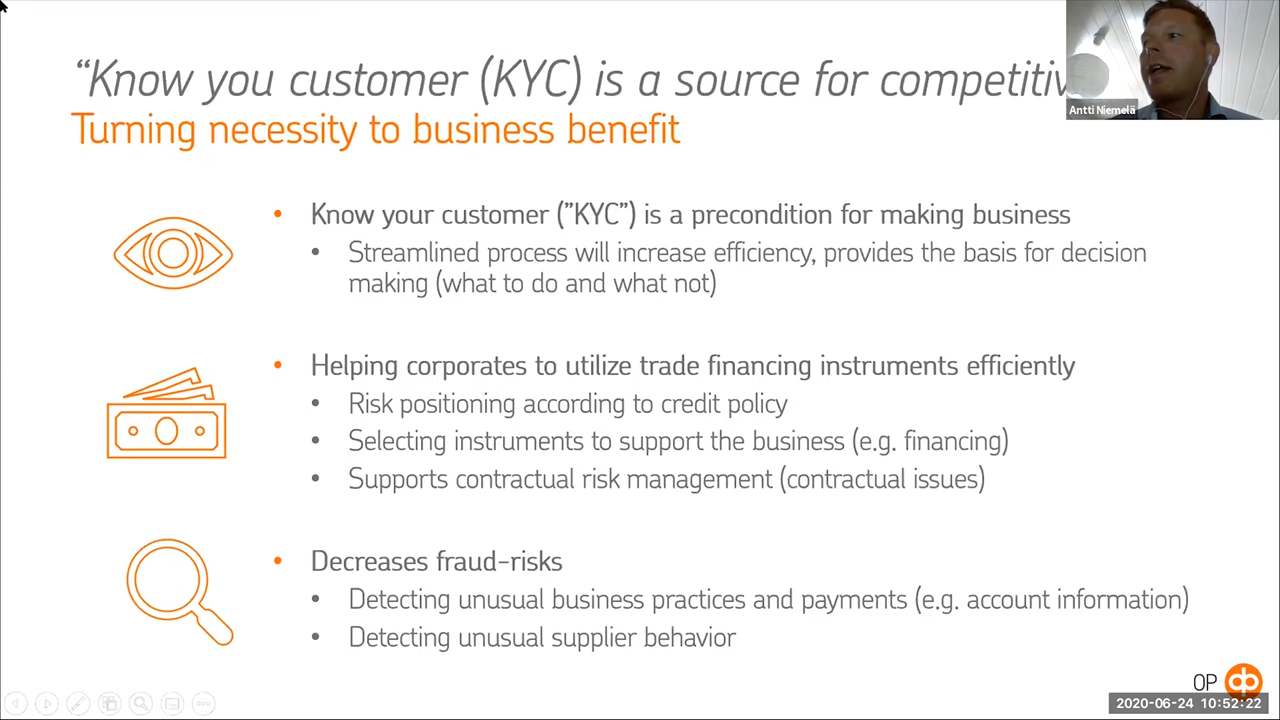 “Know you customer (KYC) is a source for
Antti Niemelä
Turning necessity to business benefit
• Know your customer (”KYC”) is a precondition for making business
• Streamlined process will increase efficiency, provides the basis for decision
making (what to do and what not)
• Helping corporates to utilize trade financing instruments efficiently
• Risk positioning according to credit policy
• Selecting instruments to support the business (e.g. financing)
• Supports contractual risk management (contractual issues)
• Decreases fraud-risks
• Detecting unusual business practices and payments (e.g. account information)
• Detecting unusual supplier behavior
OP
2020-06-24 10:52:22